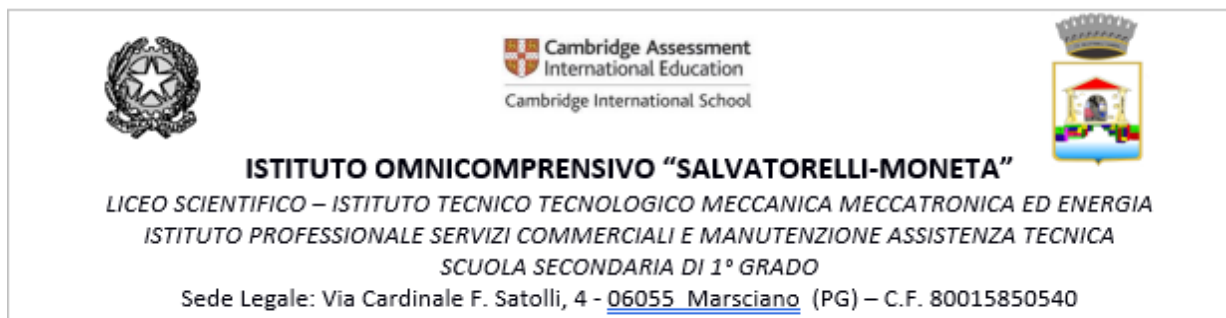 Cambridge Assessment
International Education
Cambridge International School
ISTITUTO OMNICOMPRENSIVO “SALVATORELLI-MONETA”
LICEO SCIENTIFICO – ISTITUTO TECNICO TECNOLOGICO MECCANICA MECCATRONICA ED ENERGIA
ISTITUTO PROFESSIONALE SERVIZI COMMERCIALI E MANUTENZIONE ASSISTENZA TECNICA
SCUOLA SECONDARIA DI 1° GRADO
Sede Legale: Via Cardinale F. Satolli, 4 - 06055 Marsciano (PG) – C.F. 80015850540